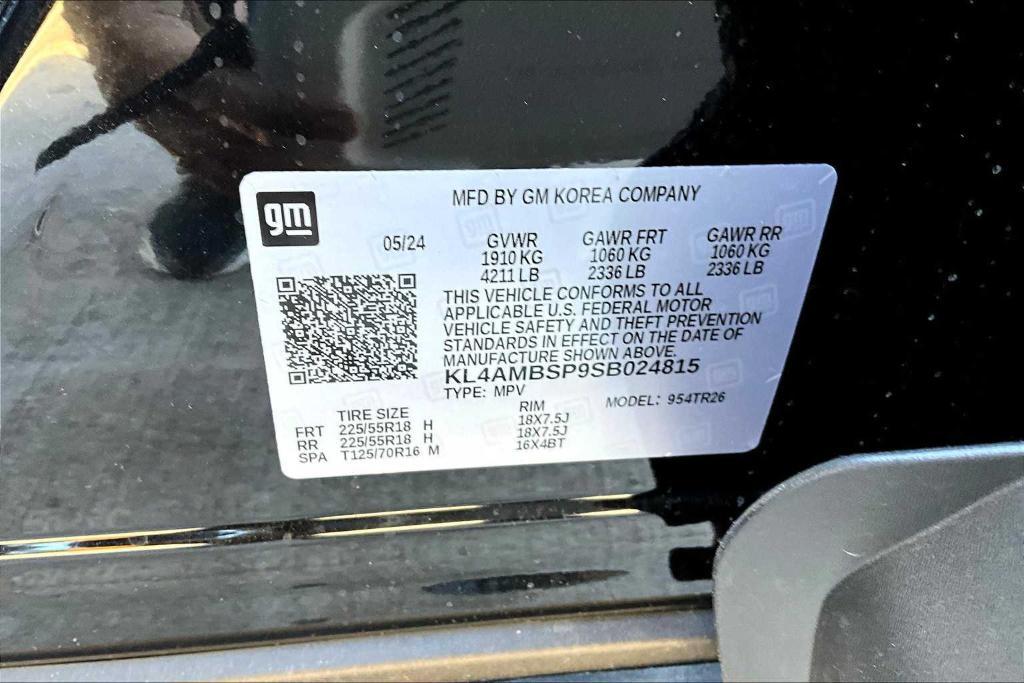 gm
MFD BY GM KOREA COMPANY
05/24
GVWR GAWR FRT GAWR RR
1910 KG 1060 KG 1060 KG
4211 LB 2336 LB 2336 LB
THIS VEHICLE CONFORMS TO ALL
APPLICABLE U.S. FEDERAL MOTOR
VEHICLE SAFETY AND THEFT PREVENTION
STANDARDS IN EFFECT ON THE DATE OF
MANUFACTURE SHOWN ABOVE.
KL4AMBSP9SB024815
TYPE: MPV MODEL: 954TR26
TIRE SIZE RIM
FRT 225/55R18 H 18X7.5J
RR 225/55R18 H 18X7.5J
SPA T125/70R16 M 16X4BT